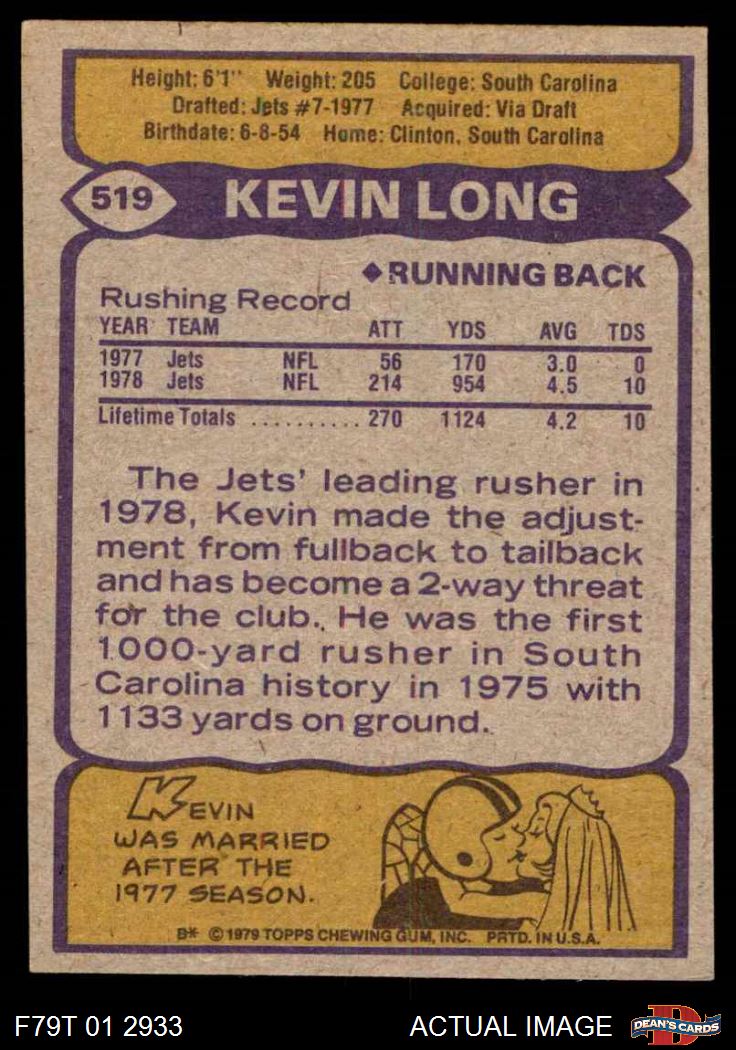 Height: 6'1" Weight: 205 College: South Carolina
Drafted: Jets #7-1977 Acquired: Via Draft
Birthdate: 6-8-54 Home: Clinton, South Carolina
519 KEVIN LONG
◆RUNNING BACK
Rushing Record
YEAR TEAM ATT YDS AVG TDS
1977 Jets NFL 56 170 3.0 0
1978 Jets NFL 214 954 4.5 10
Lifetime Totals .......... 270 1124 4.2 10
The Jets' leading rusher in
1978, Kevin made the adjust-
ment from fullback to tailback
and has become a 2-way threat
for the club. He was the first
1000-yard rusher in South
Carolina history in 1975 with
1133 yards on ground.
KEVIN
WAS MARRIED
AFTER THE
1977 SEASON.
B* © 1979 TOPPS CHEWING GUM, INC. PRTD. IN U.S.A.
F79T 01 2933 ACTUAL IMAGE D DEAN'S CARDS